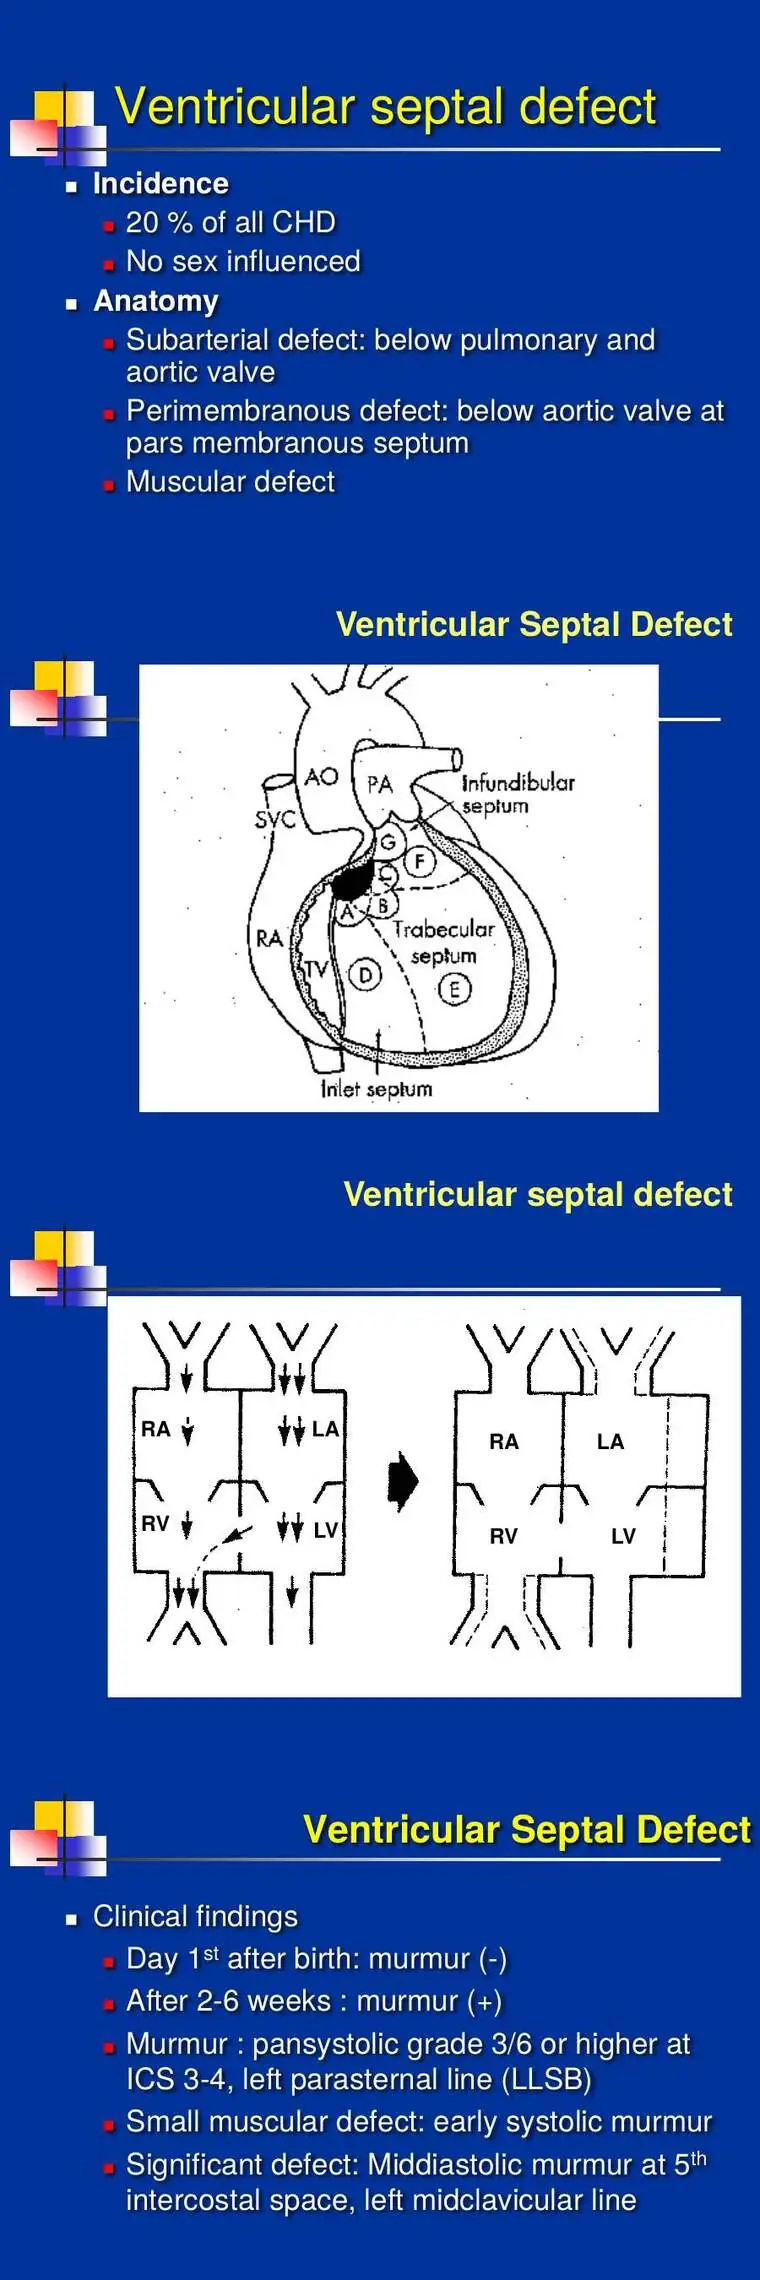 Ventricular septal defect
Incidence
20 % of all CHD
No sex influenced
Anatomy
Subarterial defect: below pulmonary and
aortic valve
Perimembranous defect: below aortic valve at
pars membranous septum
Muscular defect
Ventricular Septal Defect
AO
PA
Infundibular
septum
SVC
G
F
C
A
B
RA
Trabecular
septum
TV
D
E
Inlet septum
Ventricular septal defect
RA
LA
RV
LV
RA
LA
RV
LV
Ventricular Septal Defect
Clinical findings
Day 1st after birth: murmur (-)
After 2-6 weeks : murmur (+)
Murmur : pansystolic grade 3/6 or higher at
ICS 3-4, left parasternal line (LLSB)
Small muscular defect: early systolic murmur
Significant defect: Middiastolic murmur at 5th
intercostal space, left midclavicular line